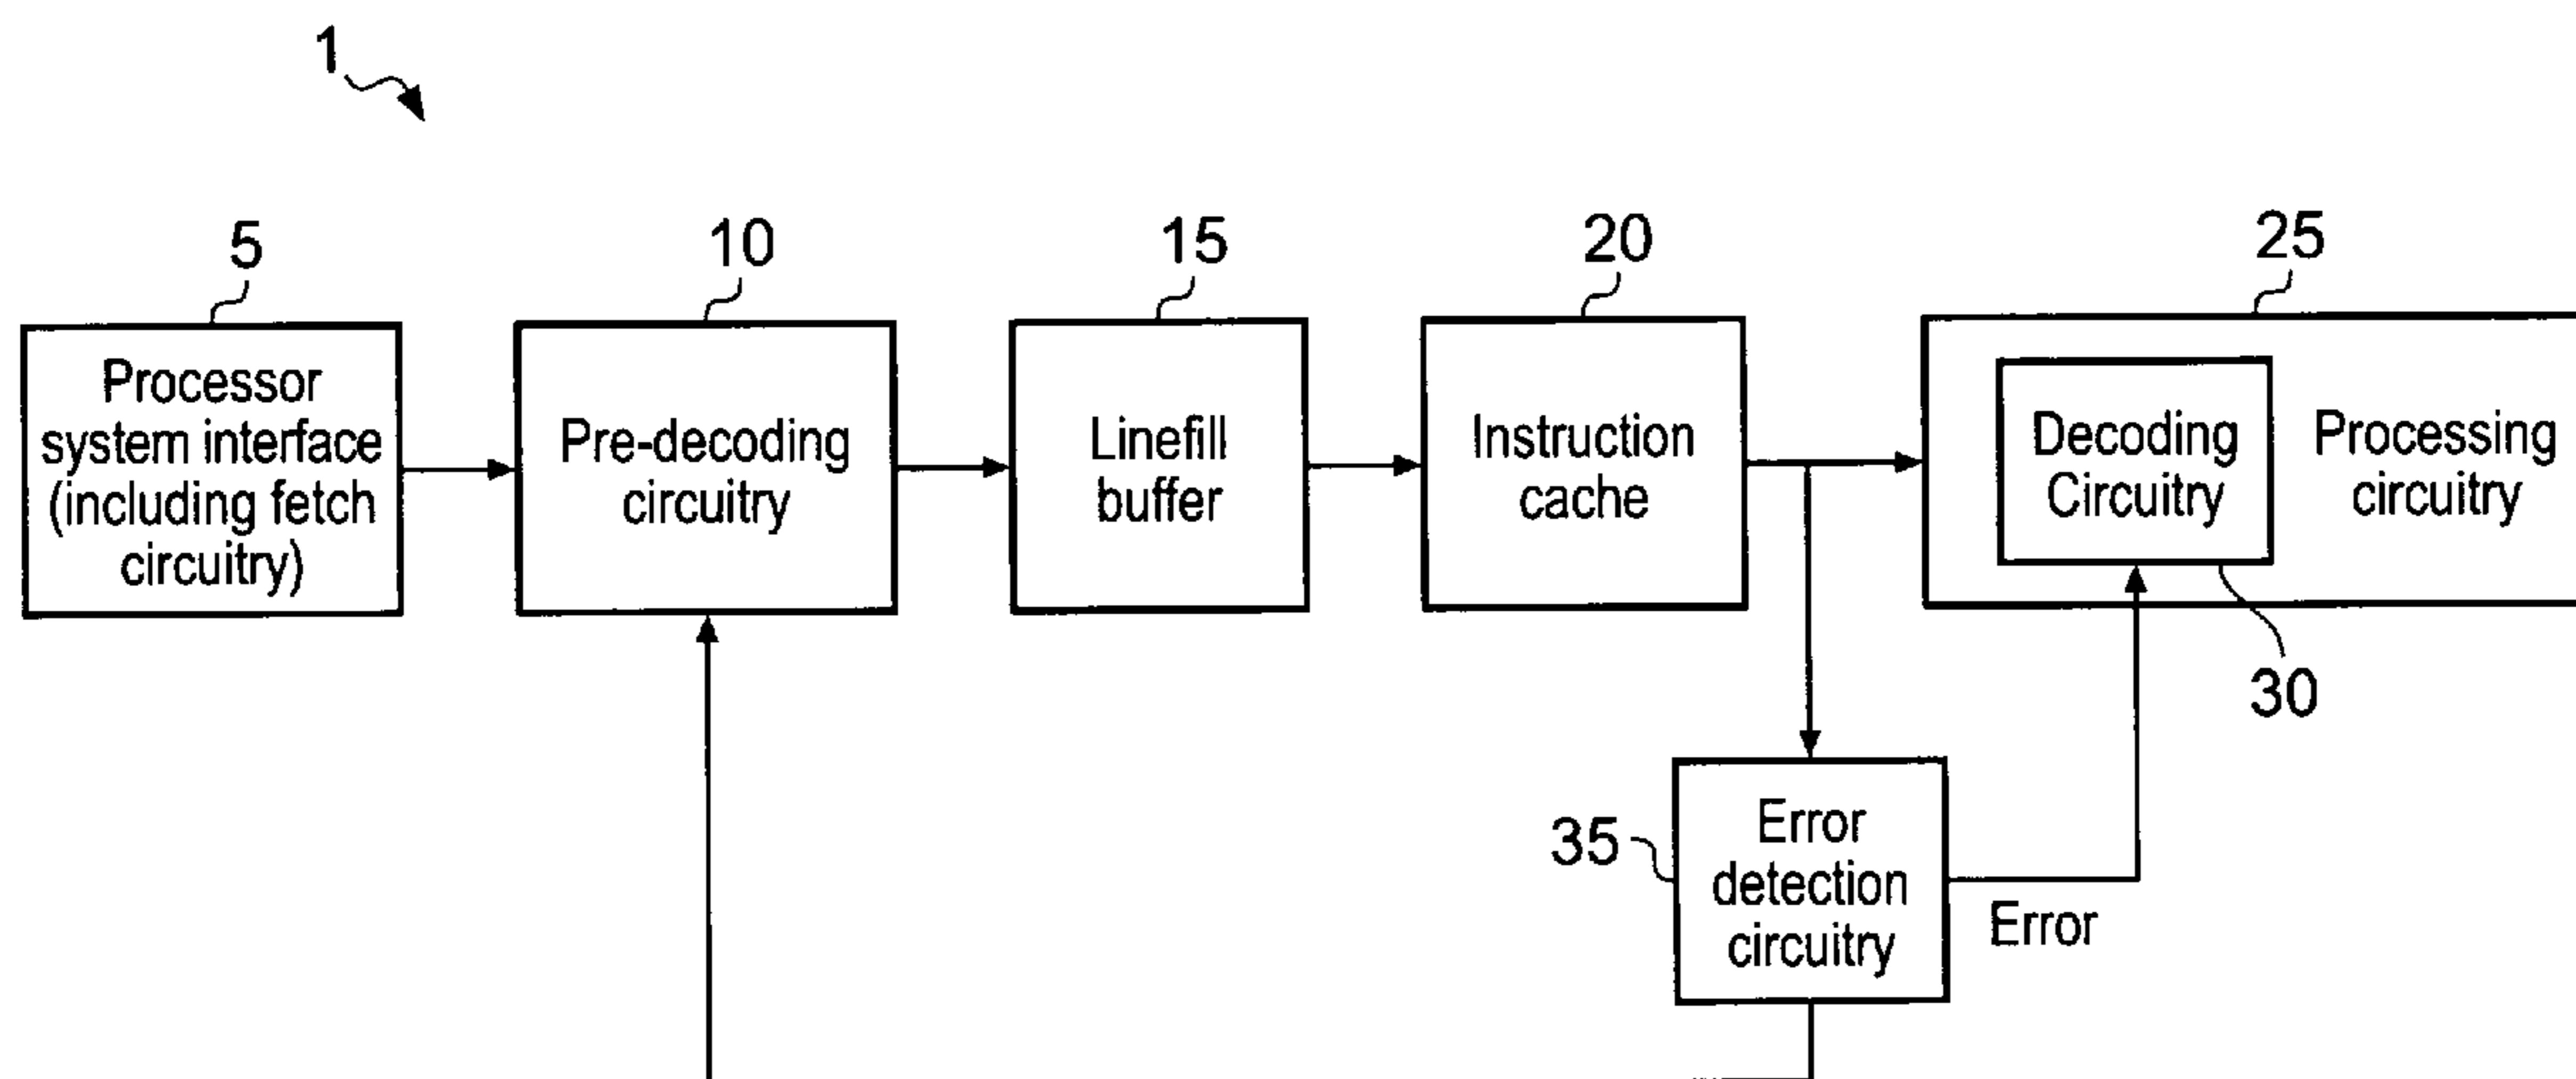 1
5
10
15
20
25
Processor
system interface
(including fetch
circuitry)
Pre-decoding
circuitry
Linefill
buffer
Instruction
cache
Decoding
Circuitry
Processing
circuitry
30
35
Error
detection
circuitry
Error